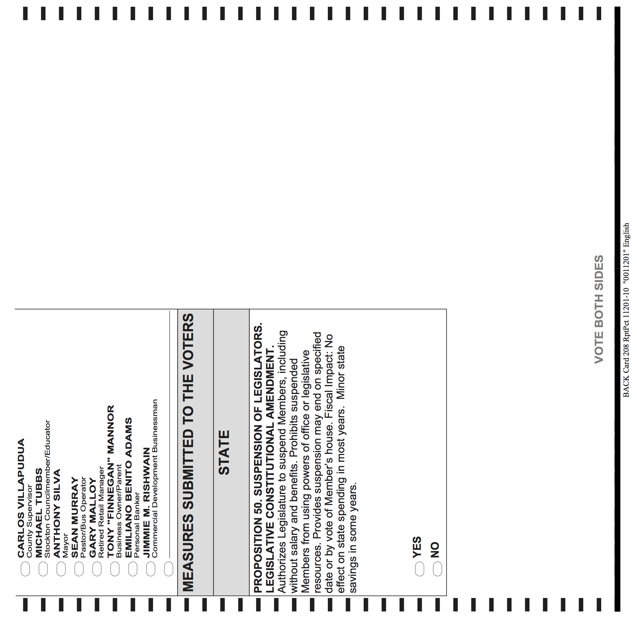 CARLOS VILLAPUDUA
County Supervisor
MICHAEL TUBBS
Stockton Councilmember/Educator
ANTHONY SILVA
Mayor
SEAN MURRAY
Pastor/Bus Operator
GARY MALLOY
Retired Retail Manager
TONY "FINNEGAN" MANNOR
Business Owner/Parent
EMILIANO BENITO ADAMS
Personal Banker
JIMMIE M. RISHWAIN
Commercial Development Businessman
MEASURES SUBMITTED TO THE VOTERS
STATE
PROPOSITION 50. SUSPENSION OF LEGISLATORS.
LEGISLATIVE CONSTITUTIONAL AMENDMENT.
Authorizes Legislature to suspend Members, including
without salary and benefits. Prohibits suspended
Members from using powers of office or legislative
resources. Provides suspension may end on specified
date or by vote of Member's house. Fiscal Impact: No
effect on state spending in most years. Minor state
savings in some years.
YES
NO
VOTE BOTH SIDES
BACK Card 208 RptPct 11201-10 "0011201" English